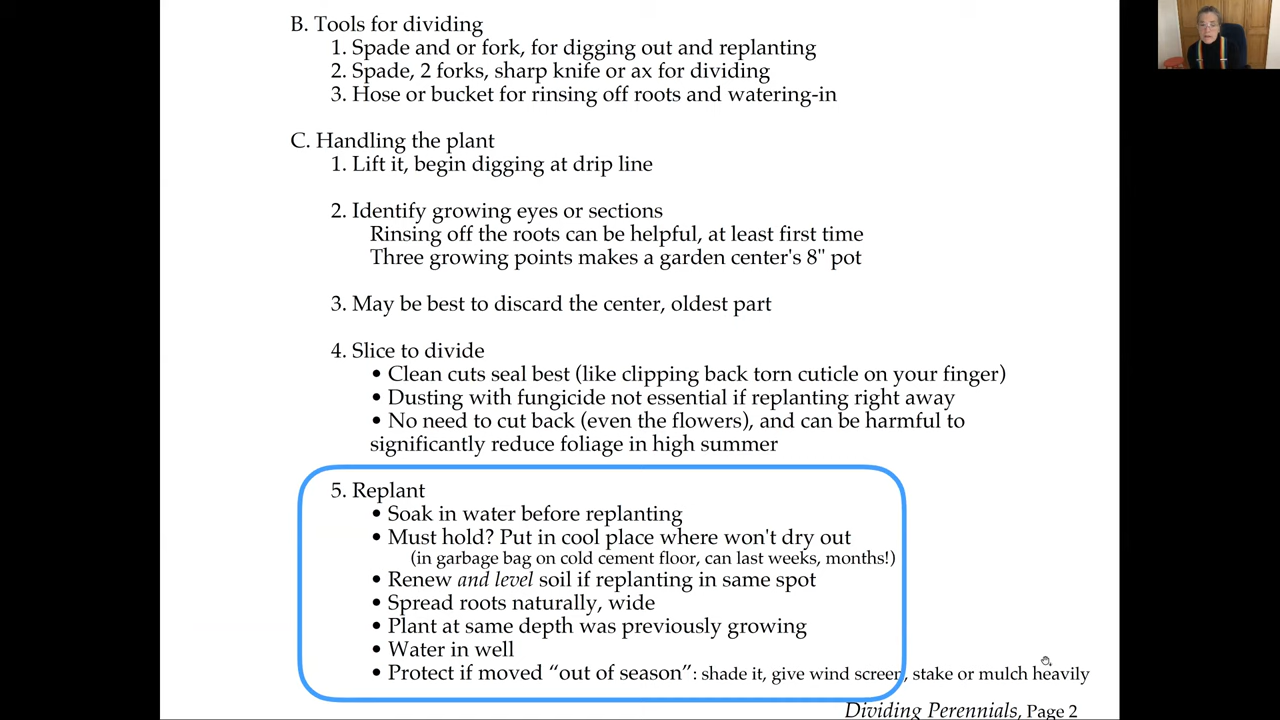 B. Tools for dividing
1. Spade and or fork, for digging out and replanting
2. Spade, 2 forks, sharp knife or ax for dividing
3. Hose or bucket for rinsing off roots and watering-in
C. Handling the plant
1. Lift it, begin digging at drip line
2. Identify growing eyes or sections
Rinsing off the roots can be helpful, at least first time
Three growing points makes a garden center's 8" pot
3. May be best to discard the center, oldest part
4. Slice to divide
• Clean cuts seal best (like clipping back torn cuticle on your finger)
• Dusting with fungicide not essential if replanting right away
• No need to cut back (even the flowers), and can be harmful to
significantly reduce foliage in high summer
5. Replant
• Soak in water before replanting
• Must hold? Put in cool place where won't dry out
(in garbage bag on cold cement floor, can last weeks, months!)
• Renew and level soil if replanting in same spot
• Spread roots naturally, wide
• Plant at same depth was previously growing
• Water in well
• Protect if moved “out of season”: shade it, give wind screen, stake or mulch heavily
Dividing Perennials, Page 2